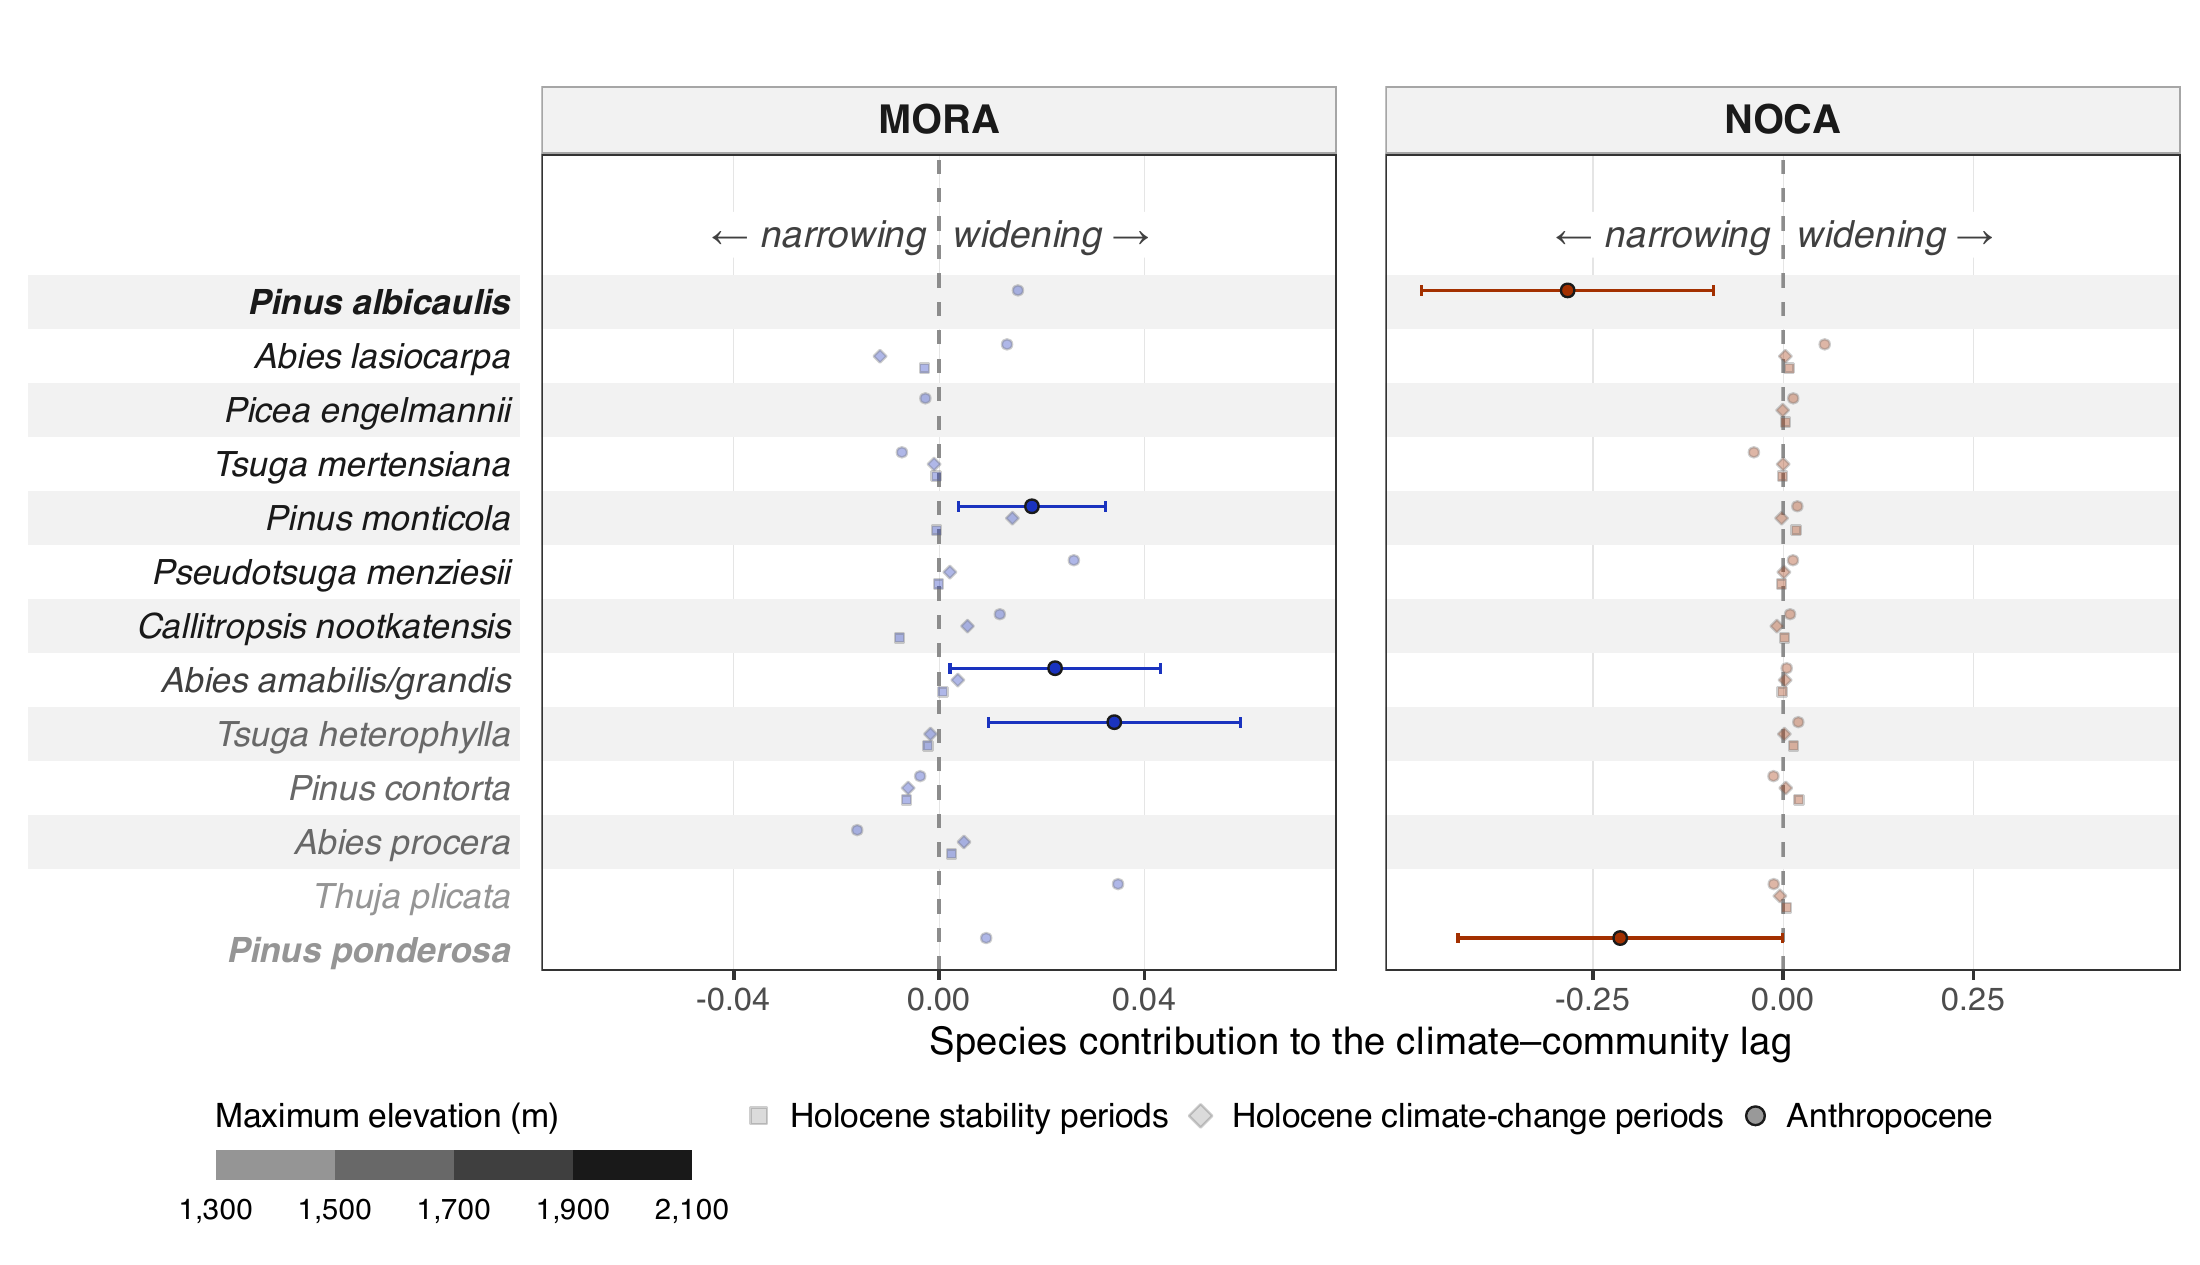 MORA
NOCA
← narrowing widening →
← narrowing widening →
Pinus albicaulis
Abies lasiocarpa
Picea engelmannii
Tsuga mertensiana
Pinus monticola
Pseudotsuga menziesii
Callitropsis nootkatensis
Abies amabilis/grandis
Tsuga heterophylla
Pinus contorta
Abies procera
Thuja plicata
Pinus ponderosa
-0.04 0.00 0.04
-0.25 0.00 0.25
Species contribution to the climate–community lag
Maximum elevation (m)
1,300 1,500 1,700 1,900 2,100
Holocene stability periods
Holocene climate-change periods
Anthropocene